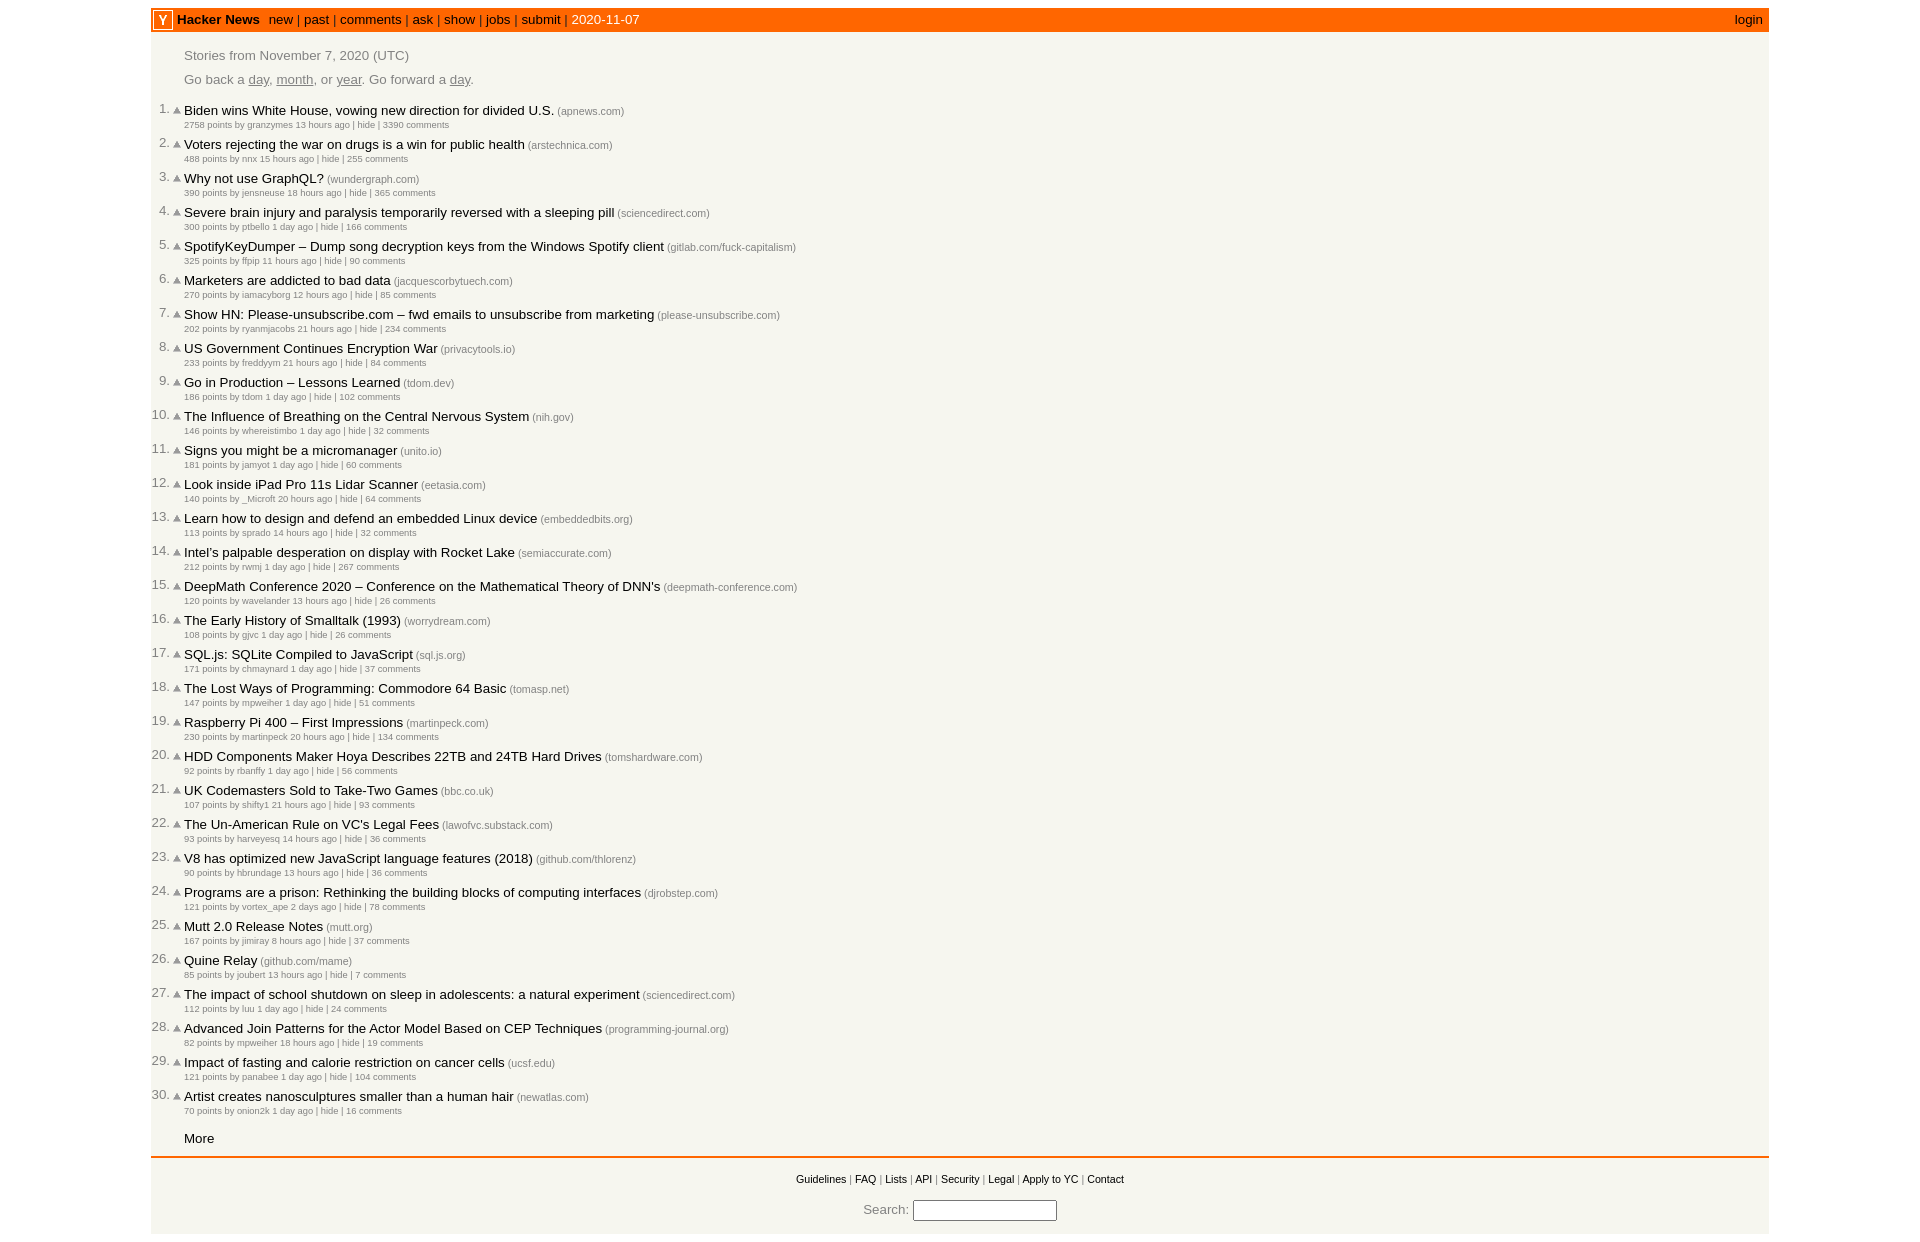 Y Hacker News new | past | comments | ask | show | jobs | submit | 2020-11-07 login
Stories from November 7, 2020 (UTC)
Go back a day, month, or year. Go forward a day.
1. Biden wins White House, vowing new direction for divided U.S. (apnews.com)
2758 points by granzymes 13 hours ago | hide | 3390 comments
2. Voters rejecting the war on drugs is a win for public health (arstechnica.com)
488 points by nnx 15 hours ago | hide | 255 comments
3. Why not use GraphQL? (wundergraph.com)
390 points by jensneuse 18 hours ago | hide | 365 comments
4. Severe brain injury and paralysis temporarily reversed with a sleeping pill (sciencedirect.com)
300 points by ptbello 1 day ago | hide | 166 comments
5. SpotifyKeyDumper – Dump song decryption keys from the Windows Spotify client (gitlab.com/fuck-capitalism)
325 points by ffpip 11 hours ago | hide | 90 comments
6. Marketers are addicted to bad data (jacquescorbytuech.com)
270 points by iamacyborg 12 hours ago | hide | 85 comments
7. Show HN: Please-unsubscribe.com – fwd emails to unsubscribe from marketing (please-unsubscribe.com)
202 points by ryanmjacobs 21 hours ago | hide | 234 comments
8. US Government Continues Encryption War (privacytools.io)
233 points by freddyym 21 hours ago | hide | 84 comments
9. Go in Production – Lessons Learned (tdom.dev)
186 points by tdom 1 day ago | hide | 102 comments
10. The Influence of Breathing on the Central Nervous System (nih.gov)
146 points by whereistimbo 1 day ago | hide | 32 comments
11. Signs you might be a micromanager (unito.io)
181 points by jamyot 1 day ago | hide | 60 comments
12. Look inside iPad Pro 11s Lidar Scanner (eetasia.com)
140 points by _Microft 20 hours ago | hide | 64 comments
13. Learn how to design and defend an embedded Linux device (embeddedbits.org)
113 points by sprado 14 hours ago | hide | 32 comments
14. Intel’s palpable desperation on display with Rocket Lake (semiaccurate.com)
212 points by rwmj 1 day ago | hide | 267 comments
15. DeepMath Conference 2020 – Conference on the Mathematical Theory of DNN's (deepmath-conference.com)
120 points by wavelander 13 hours ago | hide | 26 comments
16. The Early History of Smalltalk (1993) (worrydream.com)
108 points by gjvc 1 day ago | hide | 26 comments
17. SQL.js: SQLite Compiled to JavaScript (sql.js.org)
171 points by chmaynard 1 day ago | hide | 37 comments
18. The Lost Ways of Programming: Commodore 64 Basic (tomasp.net)
147 points by mpweiher 1 day ago | hide | 51 comments
19. Raspberry Pi 400 – First Impressions (martinpeck.com)
230 points by martinpeck 20 hours ago | hide | 134 comments
20. HDD Components Maker Hoya Describes 22TB and 24TB Hard Drives (tomshardware.com)
92 points by rbanffy 1 day ago | hide | 56 comments
21. UK Codemasters Sold to Take-Two Games (bbc.co.uk)
107 points by shifty1 21 hours ago | hide | 93 comments
22. The Un-American Rule on VC's Legal Fees (lawofvc.substack.com)
93 points by harveyesq 14 hours ago | hide | 36 comments
23. V8 has optimized new JavaScript language features (2018) (github.com/thlorenz)
90 points by hbrundage 13 hours ago | hide | 36 comments
24. Programs are a prison: Rethinking the building blocks of computing interfaces (djrobstep.com)
121 points by vortex_ape 2 days ago | hide | 78 comments
25. Mutt 2.0 Release Notes (mutt.org)
167 points by jimiray 8 hours ago | hide | 37 comments
26. Quine Relay (github.com/mame)
85 points by joubert 13 hours ago | hide | 7 comments
27. The impact of school shutdown on sleep in adolescents: a natural experiment (sciencedirect.com)
112 points by luu 1 day ago | hide | 24 comments
28. Advanced Join Patterns for the Actor Model Based on CEP Techniques (programming-journal.org)
82 points by mpweiher 18 hours ago | hide | 19 comments
29. Impact of fasting and calorie restriction on cancer cells (ucsf.edu)
121 points by panabee 1 day ago | hide | 104 comments
30. Artist creates nanosculptures smaller than a human hair (newatlas.com)
70 points by onion2k 1 day ago | hide | 16 comments
More
Guidelines | FAQ | Lists | API | Security | Legal | Apply to YC | Contact
Search: